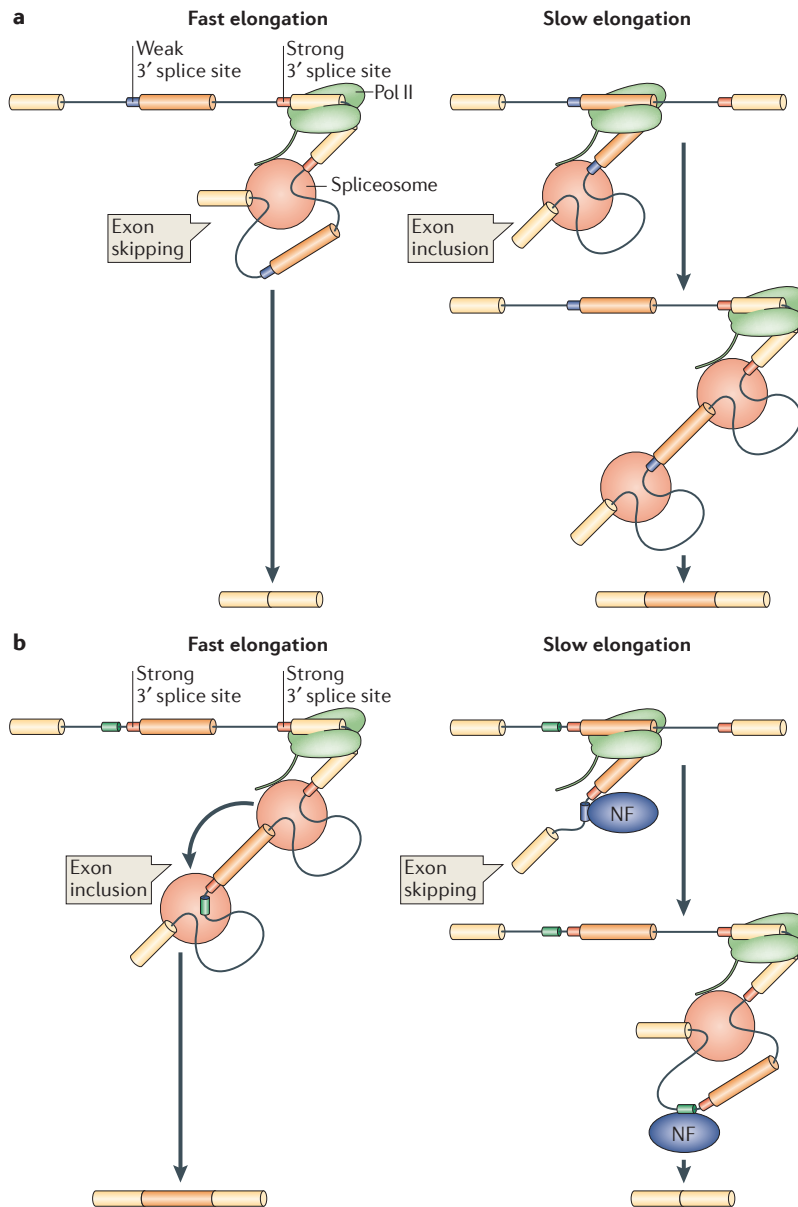 a
Fast elongation
Slow elongation
Weak
3′ splice site
Strong
3′ splice site
Pol II
Spliceosome
Exon
skipping
Exon
inclusion
b
Fast elongation
Slow elongation
Strong
3′ splice site
Strong
3′ splice site
NF
Exon
inclusion
Exon
skipping
NF